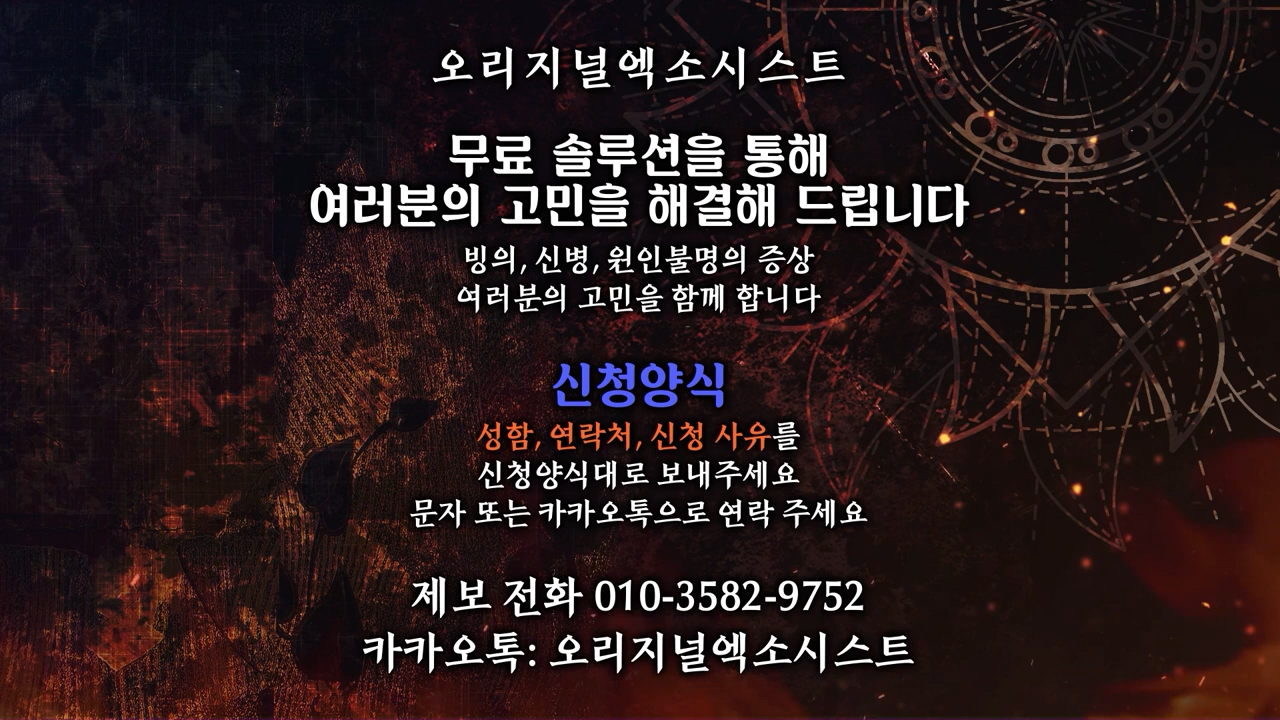 오리지널엑소시스트
무료 솔루션을 통해
여러분의 고민을 해결해 드립니다
빙의, 신병, 원인불명의 증상
여러분의 고민을 함께 합니다
신청양식
성함, 연락처, 신청 사유를
신청양식대로 보내주세요
문자 또는 카카오톡으로 연락 주세요
제보 전화 010-3582-9752
카카오톡: 오리지널엑소시스트